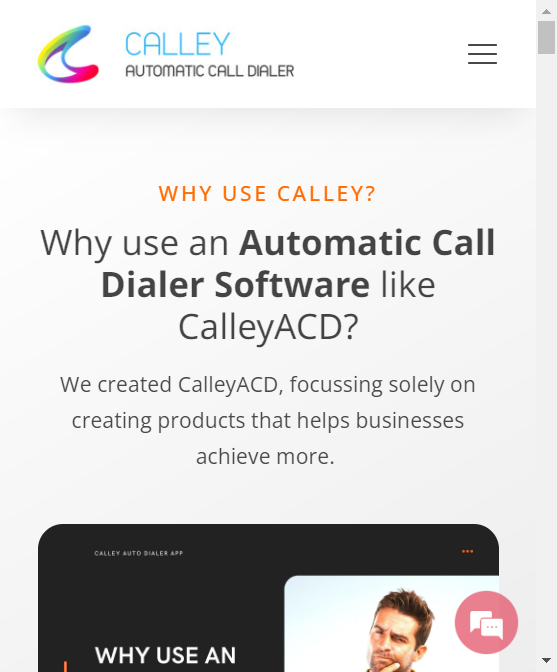 CALLEY
AUTOMATIC CALL DIALER
WHY USE CALLEY?
Why use an Automatic Call
Dialer Software like
CalleyACD?
We created CalleyACD, focussing solely on
creating products that helps businesses
achieve more.
CALLEY AUTO DIALER APP
WHY USE AN